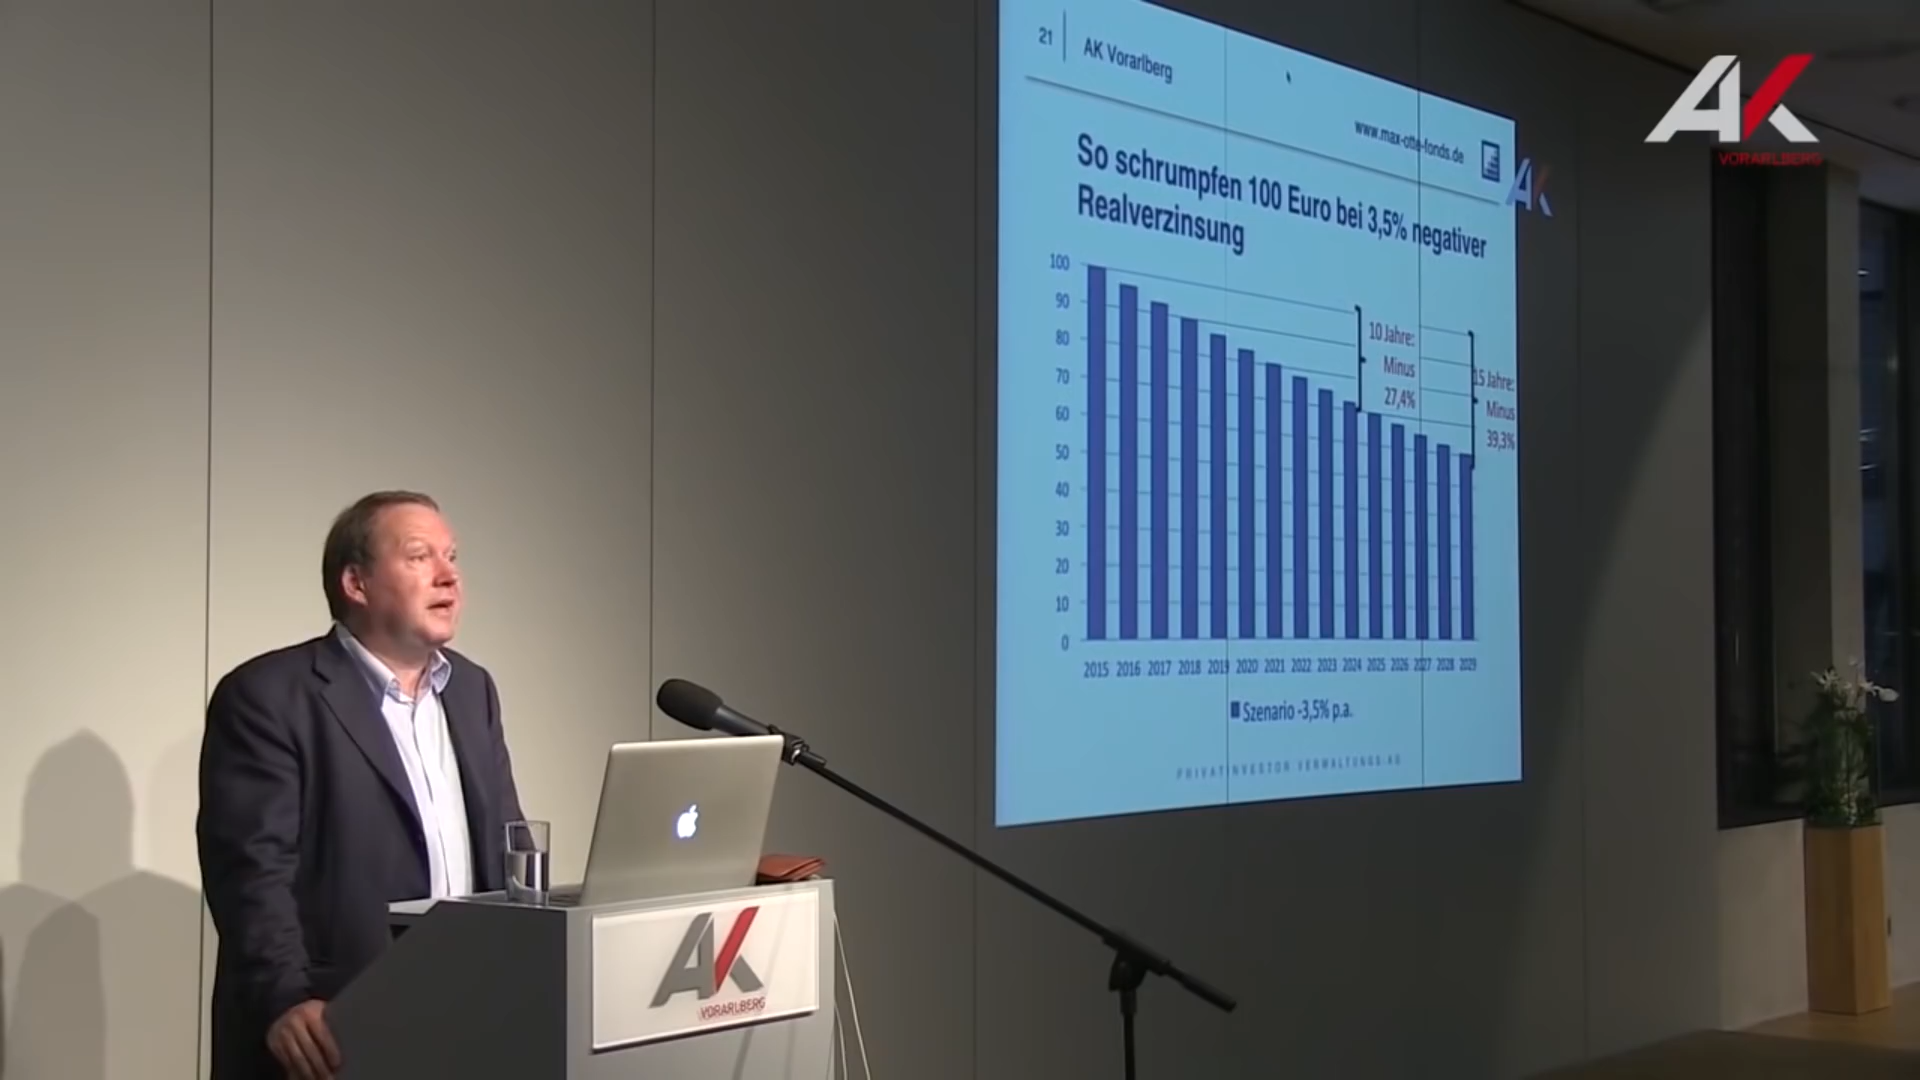 21
AK Vorarlberg
www.max-otte-fonds.de
AK
VORARLBERG
AK
So schrumpfen 100 Euro bei 3,5% negativer
Realverzinsung
100
90
80
70
60
50
40
30
20
10
0
10 Jahre:
Minus
27,4%
15 Jahre:
Minus
39,3%
2015 2016 2017 2018 2019 2020 2021 2022 2023 2024 2025 2026 2027 2028 2029
Szenario -3,5% p.a.
PRIVATINVESTOR VERWALTUNGS-AG
AK
VORARLBERG